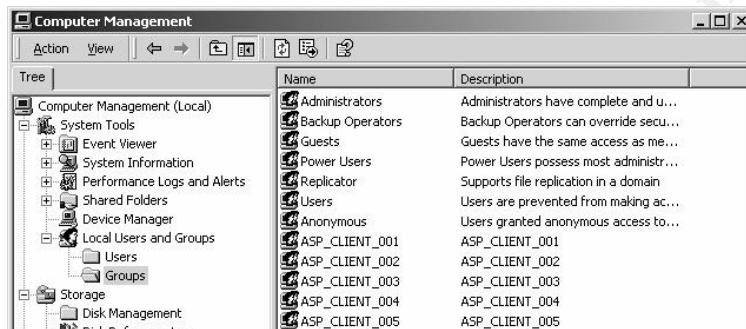 Computer Management
Action View
Tree
Computer Management (Local)
System Tools
Event Viewer
System Information
Performance Logs and Alerts
Shared Folders
Device Manager
Local Users and Groups
Users
Groups
Storage
Disk Management
Name Description
Administrators Administrators have complete and u...
Backup Operators Backup Operators can override secu...
Guests Guests have the same access as me...
Power Users Power Users possess most administr...
Replicator Supports file replication in a domain
Users Users are prevented from making ac...
Anonymous Users granted anonymous access to...
ASP_CLIENT_001 ASP_CLIENT_001
ASP_CLIENT_002 ASP_CLIENT_002
ASP_CLIENT_003 ASP_CLIENT_003
ASP_CLIENT_004 ASP_CLIENT_004
ASP_CLIENT_005 ASP_CLIENT_005